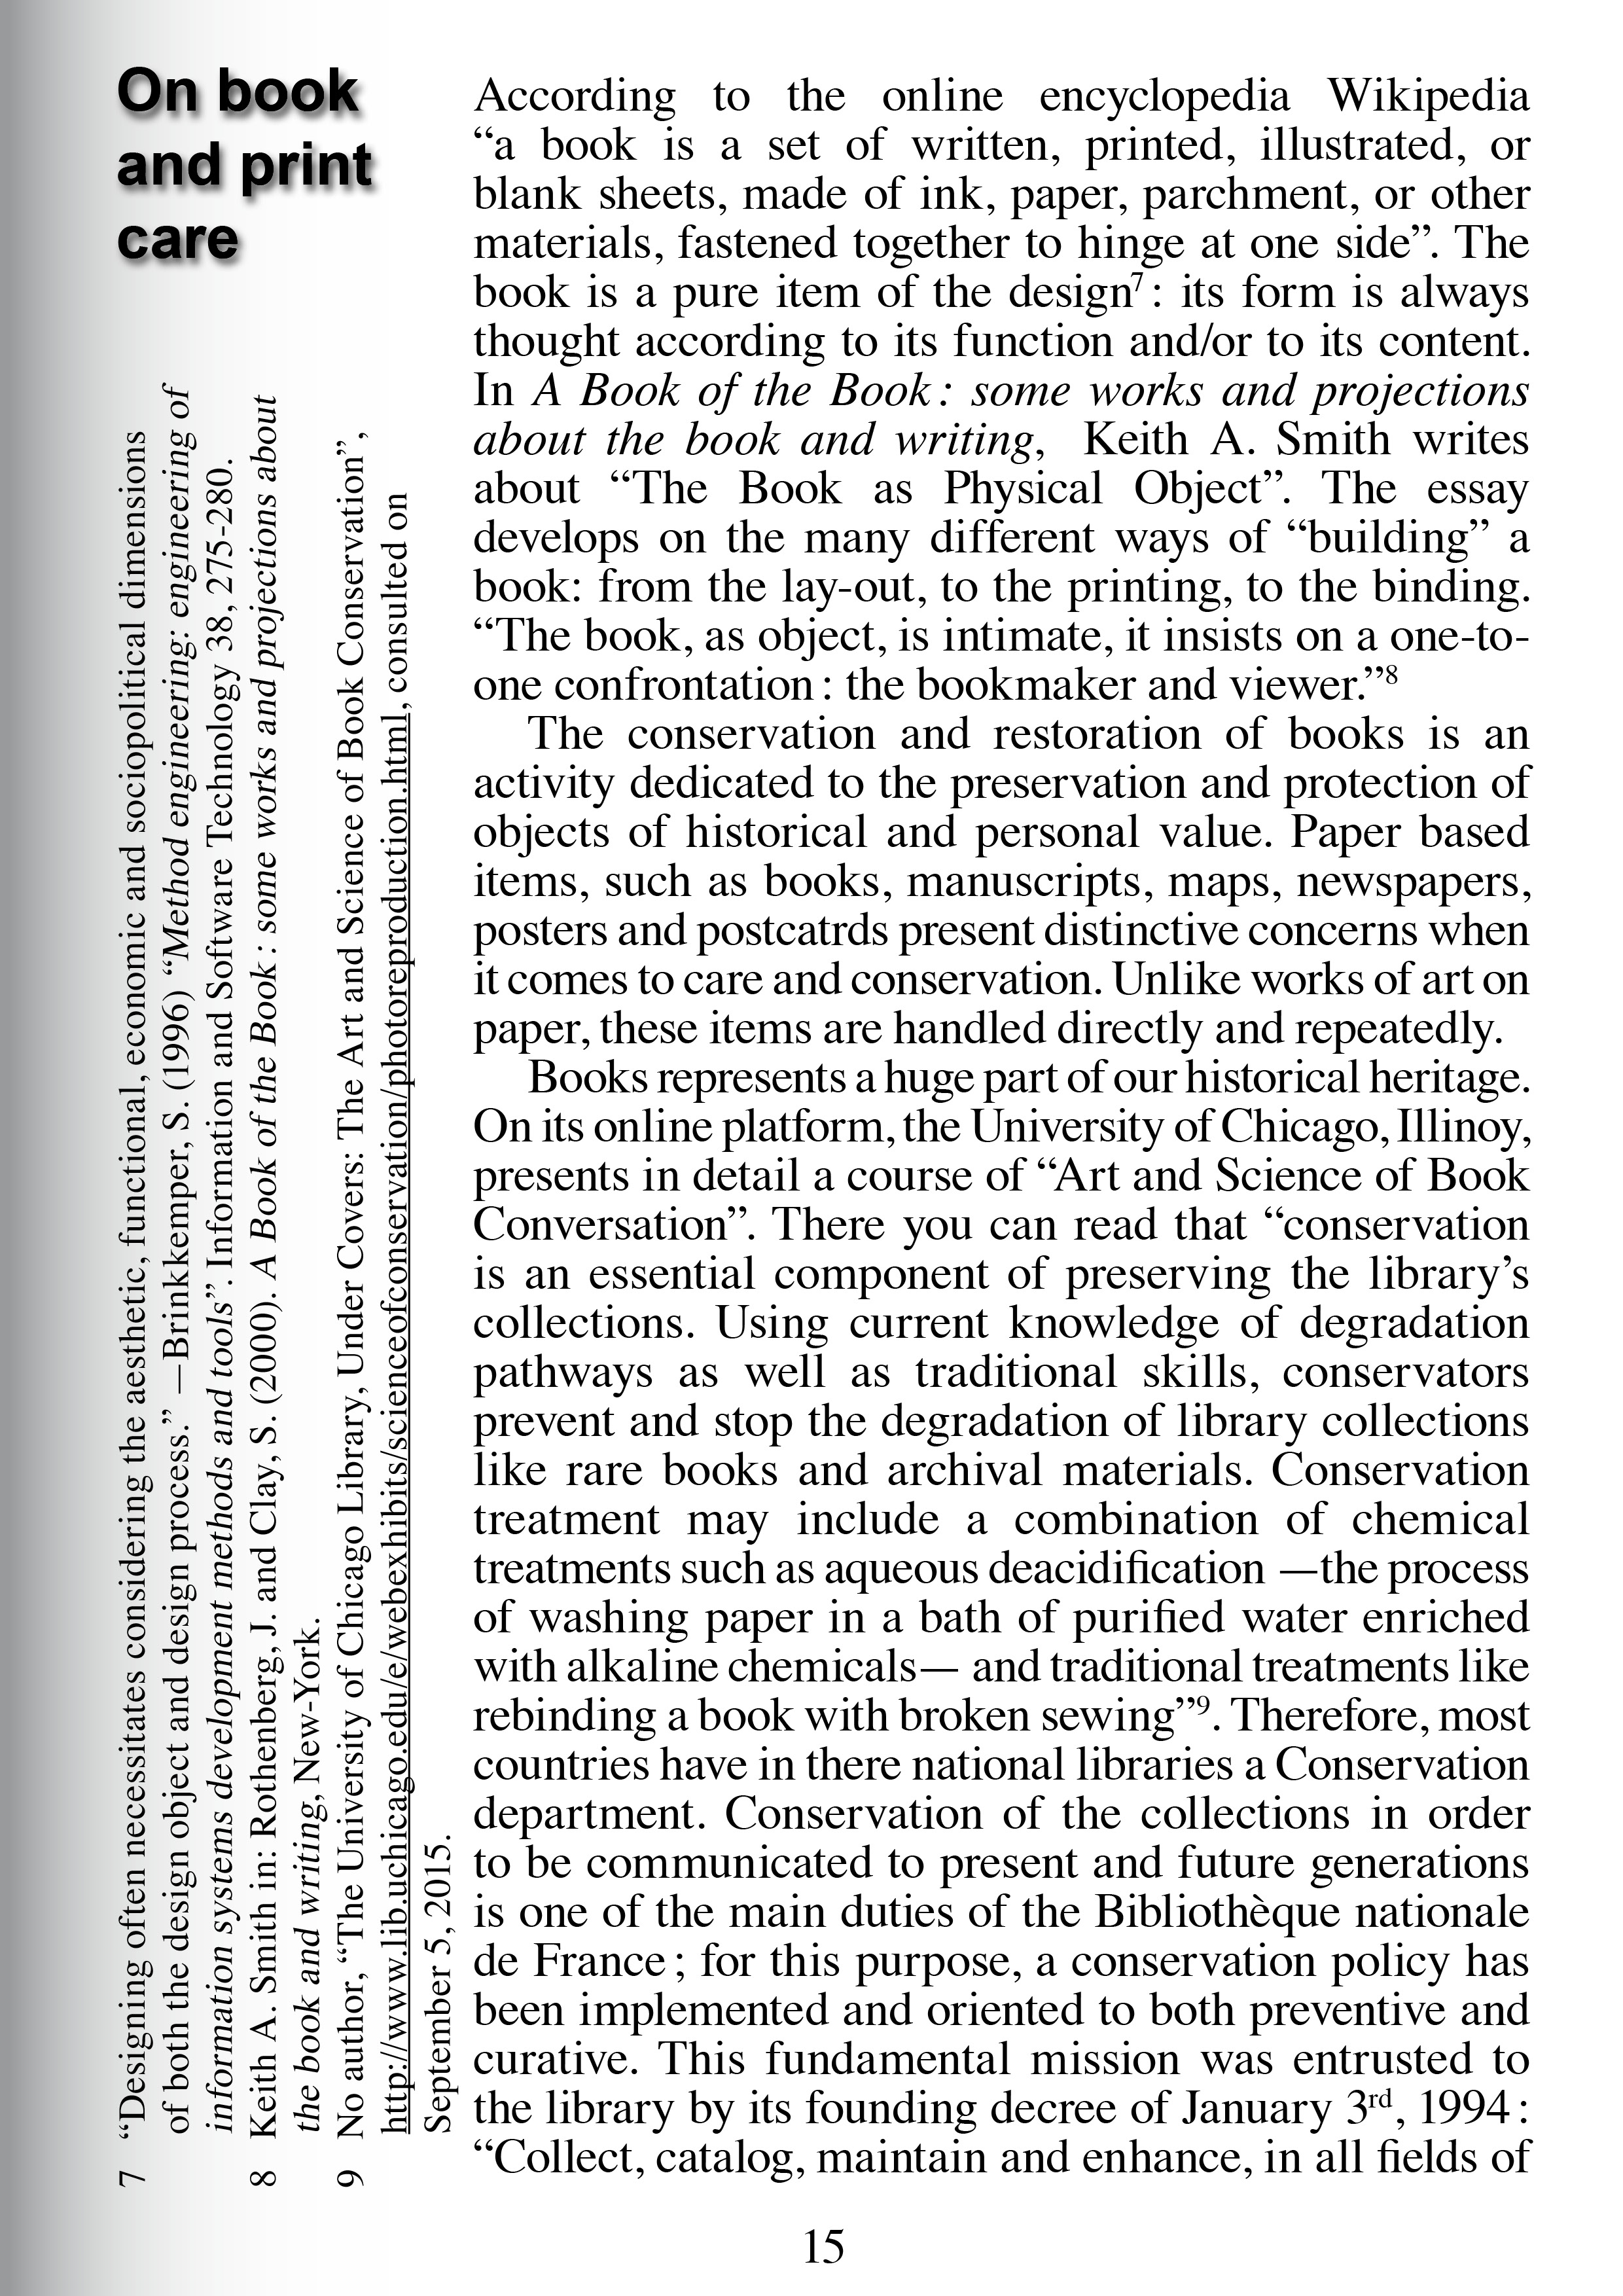 On book
and print
care
According to the online encyclopedia Wikipedia
“a book is a set of written, printed, illustrated, or
blank sheets, made of ink, paper, parchment, or other
materials, fastened together to hinge at one side”. The
book is a pure item of the design7 : its form is always
thought according to its function and/or to its content.
In A Book of the Book : some works and projections
about the book and writing, Keith A. Smith writes
about “The Book as Physical Object”. The essay
develops on the many different ways of “building” a
book: from the lay-out, to the printing, to the binding.
“The book, as object, is intimate, it insists on a one-to-
one confrontation : the bookmaker and viewer.”8
The conservation and restoration of books is an
activity dedicated to the preservation and protection of
objects of historical and personal value. Paper based
items, such as books, manuscripts, maps, newspapers,
posters and postcatrds present distinctive concerns when
it comes to care and conservation. Unlike works of art on
paper, these items are handled directly and repeatedly.
Books represents a huge part of our historical heritage.
On its online platform, the University of Chicago, Illinoy,
presents in detail a course of “Art and Science of Book
Conversation”. There you can read that “conservation
is an essential component of preserving the library’s
collections. Using current knowledge of degradation
pathways as well as traditional skills, conservators
prevent and stop the degradation of library collections
like rare books and archival materials. Conservation
treatment may include a combination of chemical
treatments such as aqueous deacidification —the process
of washing paper in a bath of purified water enriched
with alkaline chemicals— and traditional treatments like
rebinding a book with broken sewing”9. Therefore, most
countries have in there national libraries a Conservation
department. Conservation of the collections in order
to be communicated to present and future generations
is one of the main duties of the Bibliothèque nationale
de France ; for this purpose, a conservation policy has
been implemented and oriented to both preventive and
curative. This fundamental mission was entrusted to
the library by its founding decree of January 3rd, 1994 :
“Collect, catalog, maintain and enhance, in all fields of
7 “Designing often necessitates considering the aesthetic, functional, economic and sociopolitical dimensions
of both the design object and design process.” —Brinkkemper, S. (1996) “Method engineering: engineering of
information systems development methods and tools”. Information and Software Technology 38, 275-280.
8 Keith A. Smith in: Rothenberg, J. and Clay, S. (2000). A Book of the Book : some works and projections about
the book and writing, New-York.
9 No author, “The University of Chicago Library, Under Covers: The Art and Science of Book Conservation”,
http://www.lib.uchicago.edu/e/webexhibits/scienceofconservation/photoreproduction.html, consulted on
September 5, 2015.
15